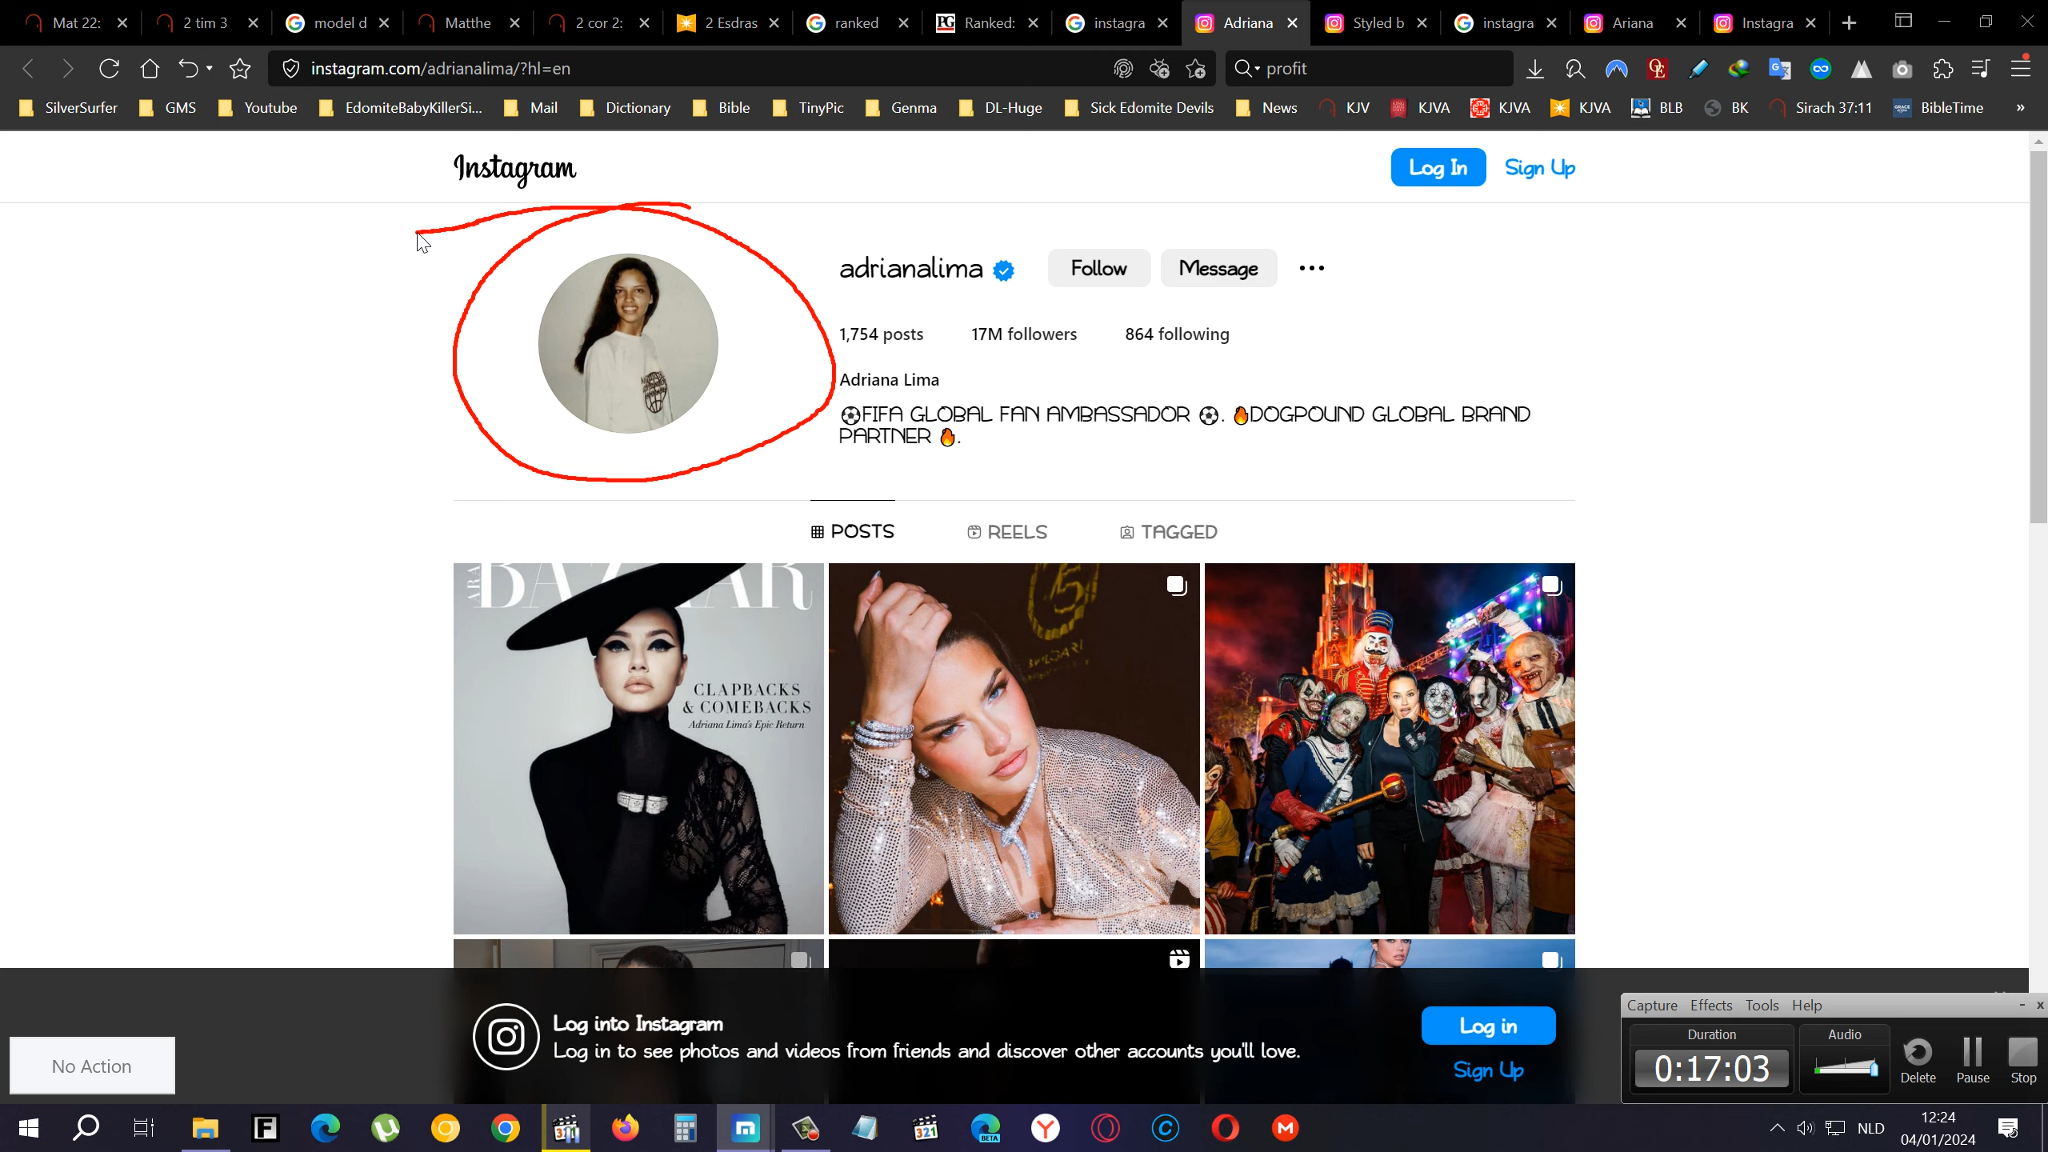 Mat 22:
2 tim 3
model d
Matthe
2 cor 2:
2 Esdras
ranked
Ranked:
instagra
Adriana
Styled b
instagra
Ariana
Instagra
instagram.com/adrianalima/?hl=en
profit
SilverSurfer
GMS
Youtube
EdomiteBabyKillerSi...
Mail
Dictionary
Bible
TinyPic
Genma
DL-Huge
Sick Edomite Devils
News
KJV
KJVA
KJVA
KJVA
BLB
BK
Sirach 37:11
BibleTime
»
Instagram
Log In
Sign Up
adrianalima
Follow
Message
1,754 posts
17M followers
864 following
Adriana Lima
⚽FIFA GLOBAL FAN AMBASSADOR ⚽. 🔥DOGPOUND GLOBAL BRAND
PARTNER 🔥.
POSTS
REELS
TAGGED
BAZAAR
ARA
CLAPBACKS
& COMEBACKS
Adriana Lima's Epic Return
Log into Instagram
Log in to see photos and videos from friends and discover other accounts you'll love.
Log in
Sign Up
No Action
Capture Effects Tools Help
Duration
Audio
0:17:03
Delete
Pause
Stop
NLD
12:24
04/01/2024